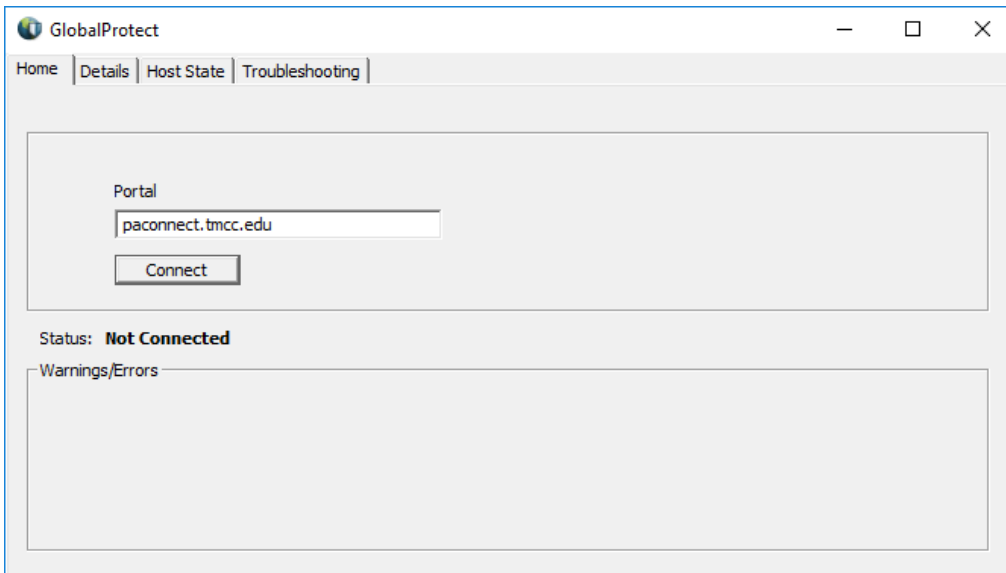 GlobalProtect
Home Details Host State Troubleshooting
Portal
paconnect.tmcc.edu
Connect
Status: Not Connected
Warnings/Errors